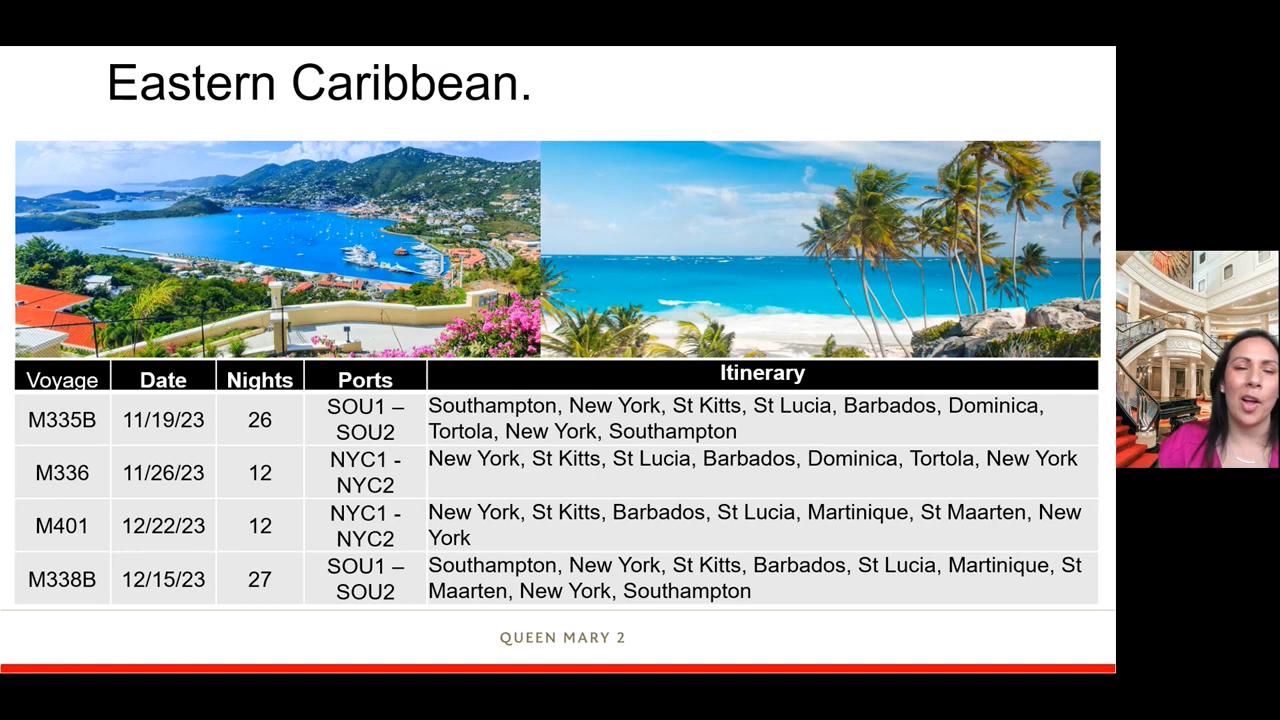 Eastern Caribbean.
Voyage Date Nights Ports Itinerary
M335B 11/19/23 26 SOU1 – SOU2 Southampton, New York, St Kitts, St Lucia, Barbados, Dominica,
Tortola, New York, Southampton
M336 11/26/23 12 NYC1 - NYC2 New York, St Kitts, St Lucia, Barbados, Dominica, Tortola, New York
M401 12/22/23 12 NYC1 - NYC2 New York, St Kitts, Barbados, St Lucia, Martinique, St Maarten, New
York
M338B 12/15/23 27 SOU1 – SOU2 Southampton, New York, St Kitts, Barbados, St Lucia, Martinique, St
Maarten, New York, Southampton
QUEEN MARY 2